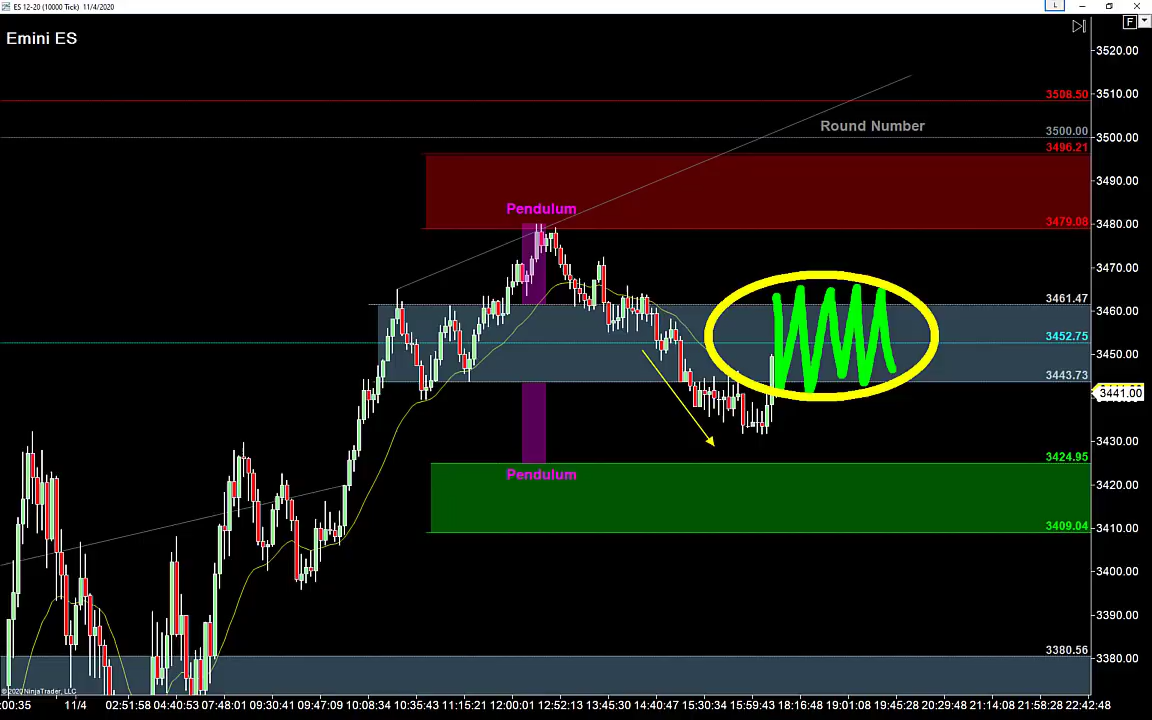 ES 12-20 (10000 Tick) 11/4/2020
L
F
Emini ES
3520.00
3508.50
3510.00
Round Number
3500.00
3500.00
3496.21
3490.00
Pendulum
3479.08
3480.00
3470.00
3461.47
3460.00
3452.75
3450.00
3443.73
3441.00
3430.00
3424.95
Pendulum
3420.00
3409.04
3410.00
3400.00
3390.00
3380.56
3380.00
© 2020 NinjaTrader, LLC
:00:35 11/4 02:51:58 04:40:53 07:48:01 09:30:02 09:47:09 10:08:34 10:35:43 11:15:21 12:00:01 12:52:13 13:45:30 14:40:47 15:30:34 15:59:43 18:16:48 19:01:08 19:45:28 20:29:48 21:14:08 21:58:28 22:42:48